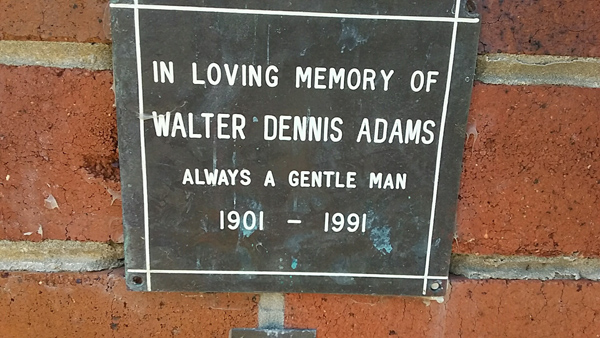 IN LOVING MEMORY OF
WALTER DENNIS ADAMS
ALWAYS A GENTLE MAN
1901 - 1991